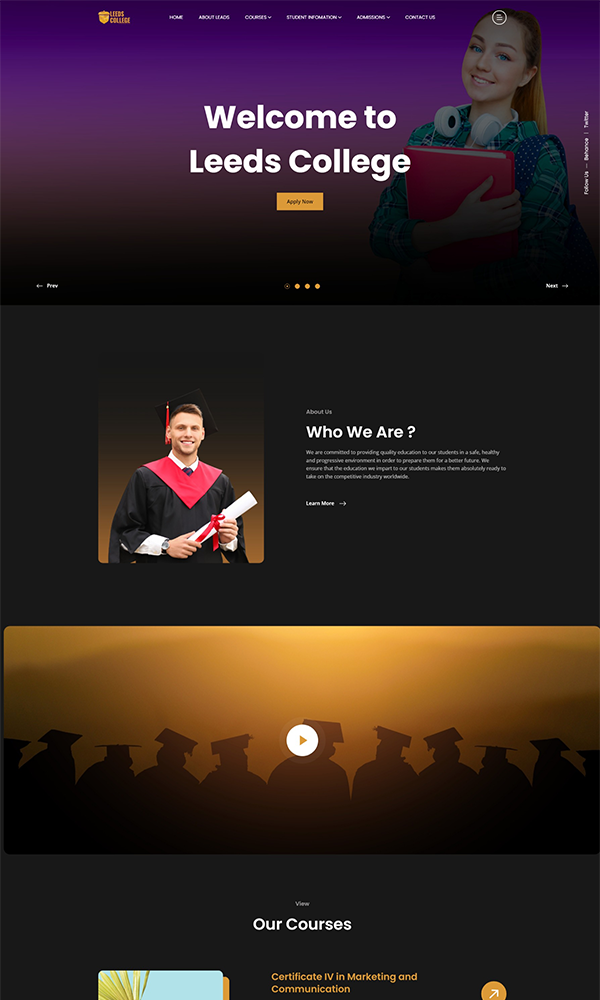 LEEDS
COLLEGE
HOME ABOUT LEADS COURSES STUDENT INFOMATION ADMISSIONS CONTACT US
Welcome to
Leeds College
Apply Now
Follow Us — Behance | Twitter
Prev
Next
About Us
Who We Are ?
We are committed to providing quality education to our students in a safe, healthy
and progressive environment in order to prepare them for a better future. We
ensure that the education we impart to our students makes them absolutely ready to
take on the competitive industry worldwide.
Learn More
View
Our Courses
Certificate IV in Marketing and
Communication